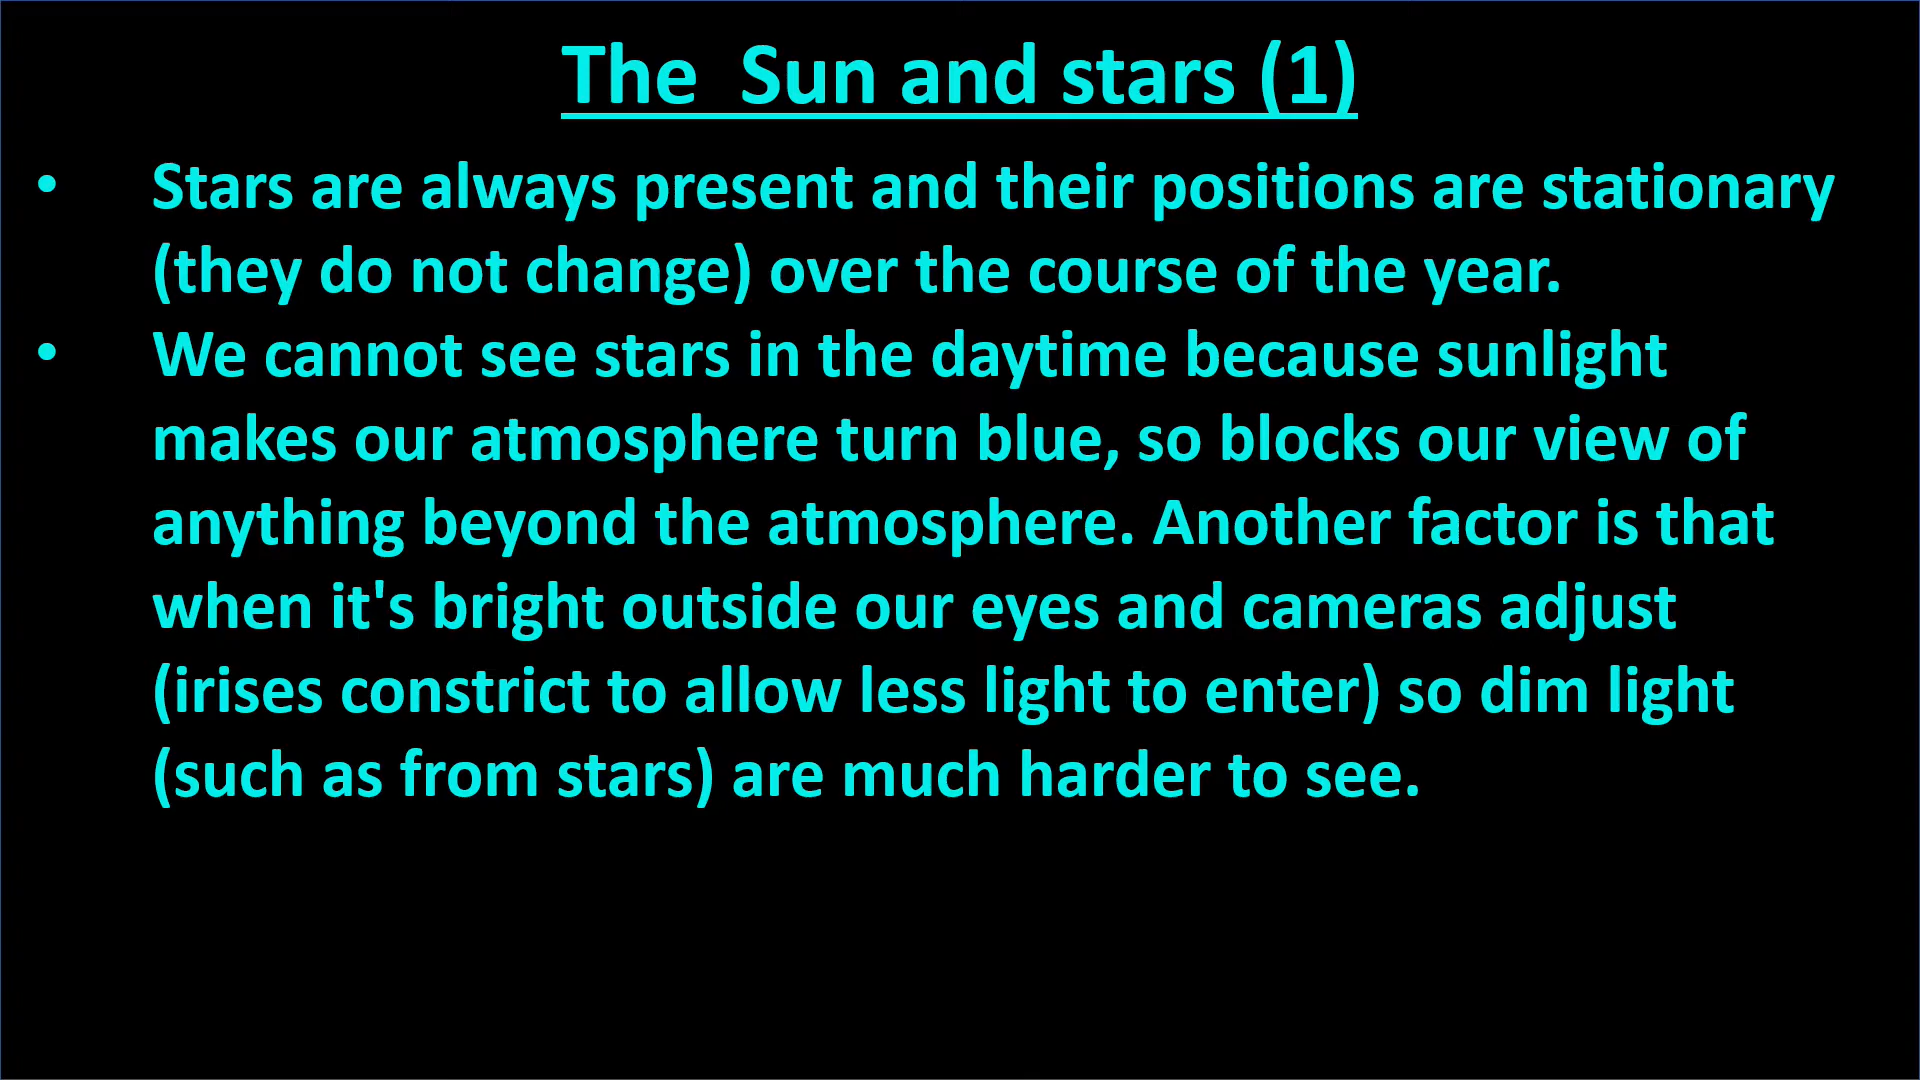 The  Sun and stars (1)
• Stars are always present and their positions are stationary
(they do not change) over the course of the year.
• We cannot see stars in the daytime because sunlight
makes our atmosphere turn blue, so blocks our view of
anything beyond the atmosphere. Another factor is that
when it's bright outside our eyes and cameras adjust
(irises constrict to allow less light to enter) so dim light
(such as from stars) are much harder to see.